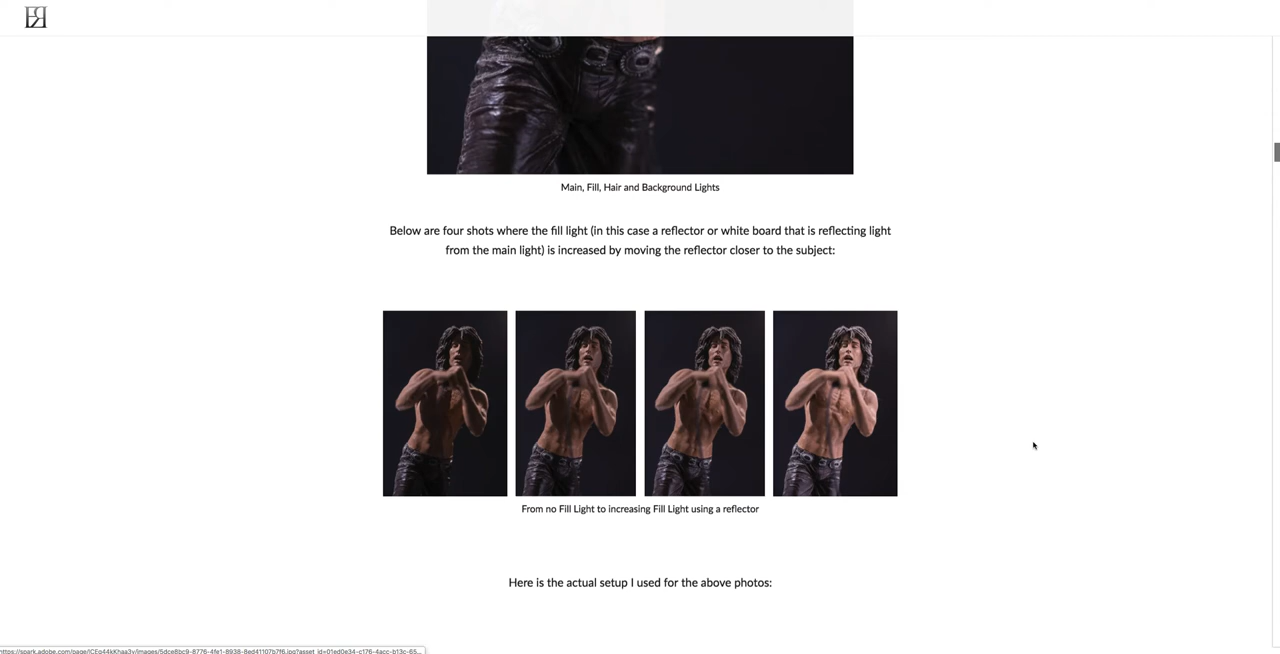 Main, Fill, Hair and Background Lights
Below are four shots where the fill light (in this case a reflector or white board that is reflecting light
from the main light) is increased by moving the reflector closer to the subject:
From no Fill Light to increasing Fill Light using a reflector
Here is the actual setup I used for the above photos: